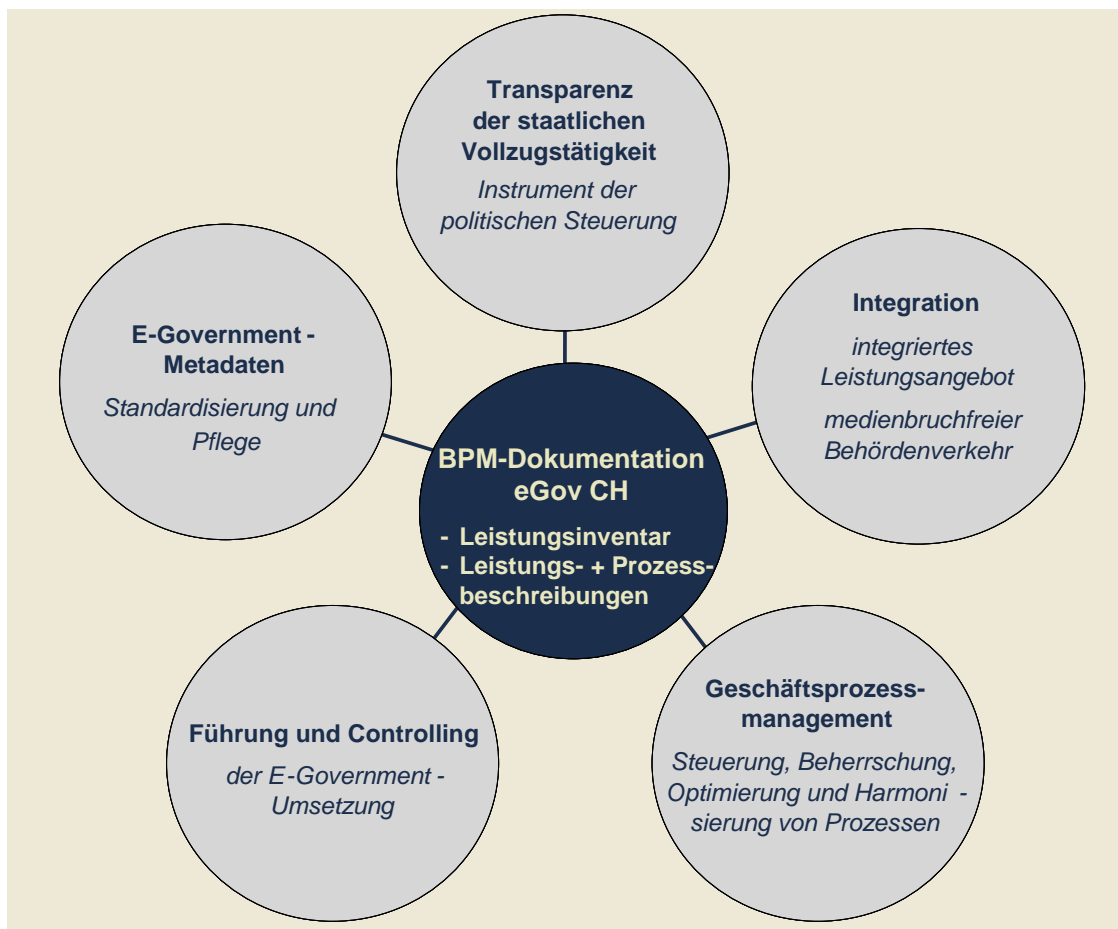 Transparenz
der staatlichen
Vollzugstätigkeit
Instrument der
politischen Steuerung
E-Government -
Metadaten
Standardisierung und
Pflege
Integration
integriertes
Leistungsangebot
medienbruchfreier
Behördenverkehr
BPM-Dokumentation
eGov CH
- Leistungsinventar
- Leistungs- + Prozess-
beschreibungen
Führung und Controlling
der E-Government -
Umsetzung
Geschäftsprozess-
management
Steuerung, Beherrschung,
Optimierung und Harmoni -
sierung von Prozessen